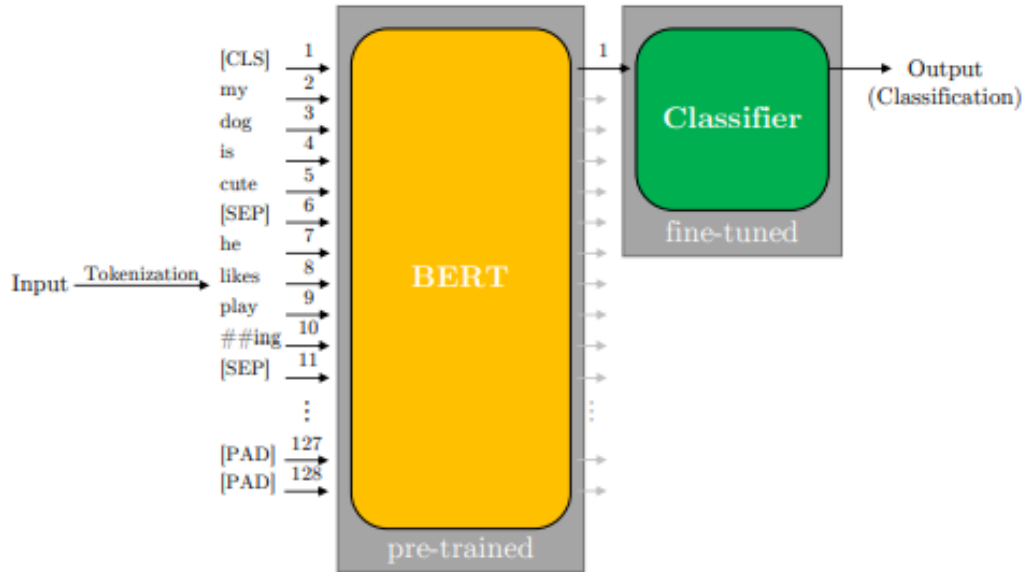 [CLS] 1
my 2
dog 3
is 4
cute 5
[SEP] 6
he 7
likes 8
play 9
##ing 10
[SEP] 11
⋮
[PAD] 127
[PAD] 128
Input
Tokenization
BERT
pre-trained
1
⋮
Classifier
fine-tuned
Output
(Classification)